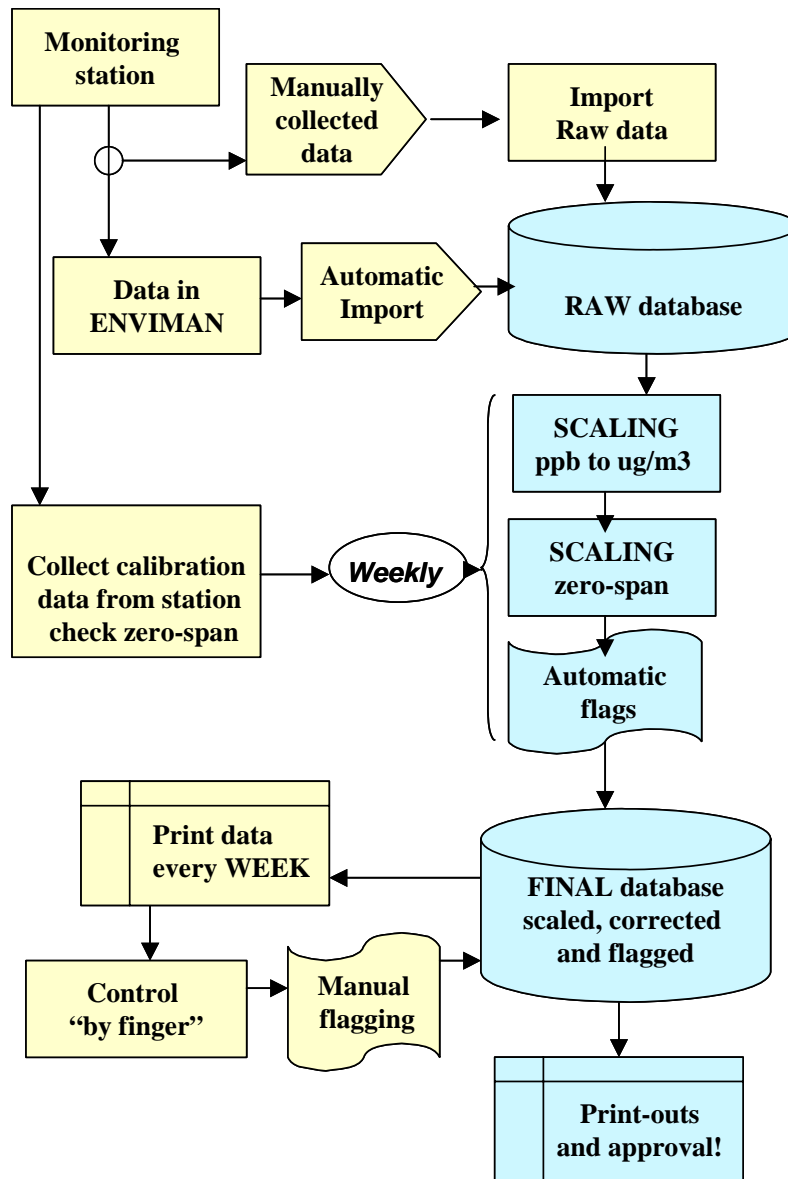 Monitoring
station
Manually
collected
data
Import
Raw data
Data in
ENVIMAN
Automatic
Import
RAW database
SCALING
ppb to ug/m3
Collect calibration
data from station
check zero-span
Weekly
SCALING
zero-span
Automatic
flags
Print data
every WEEK
FINAL database
scaled, corrected
and flagged
Control
“by finger”
Manual
flagging
Print-outs
and approval!